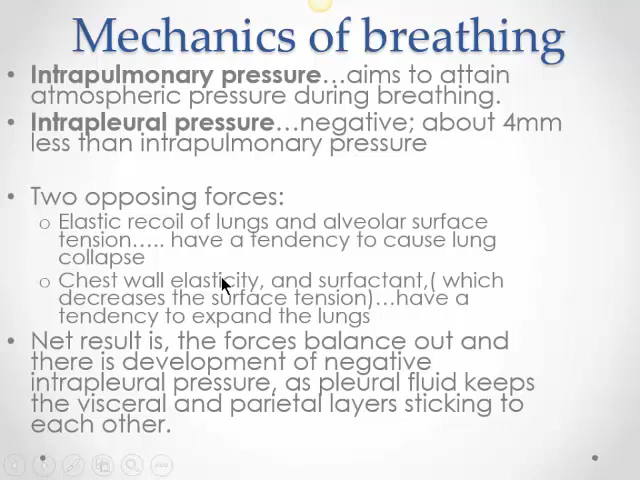 Mechanics of breathing
• Intrapulmonary pressure…aims to attain
atmospheric pressure during breathing.
• Intrapleural pressure…negative; about 4mm
less than intrapulmonary pressure
• Two opposing forces:
o Elastic recoil of lungs and alveolar surface
tension….. have a tendency to cause lung
collapse
o Chest wall elasticity, and surfactant,( which
decreases the surface tension)…have a
tendency to expand the lungs
• Net result is, the forces balance out and
there is development of negative
intrapleural pressure, as pleural fluid keeps
the visceral and parietal layers sticking to
each other.